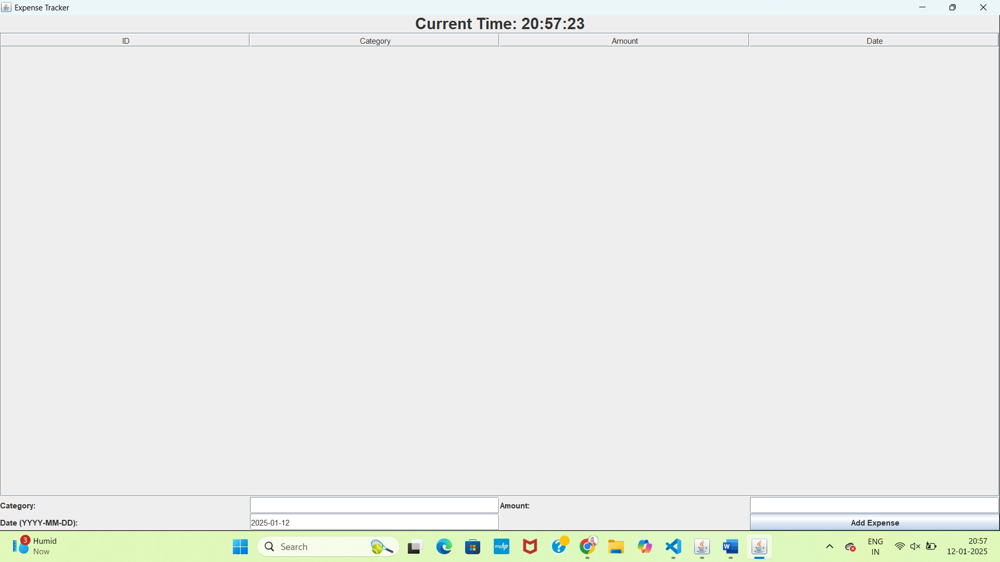 Expense Tracker
Current Time: 20:57:23
ID Category Amount Date
Category: Amount:
Date (YYYY-MM-DD): 2025-01-12 Add Expense
3 Humid
Now
Search
myhp
W
ENG
IN
20:57
12-01-2025